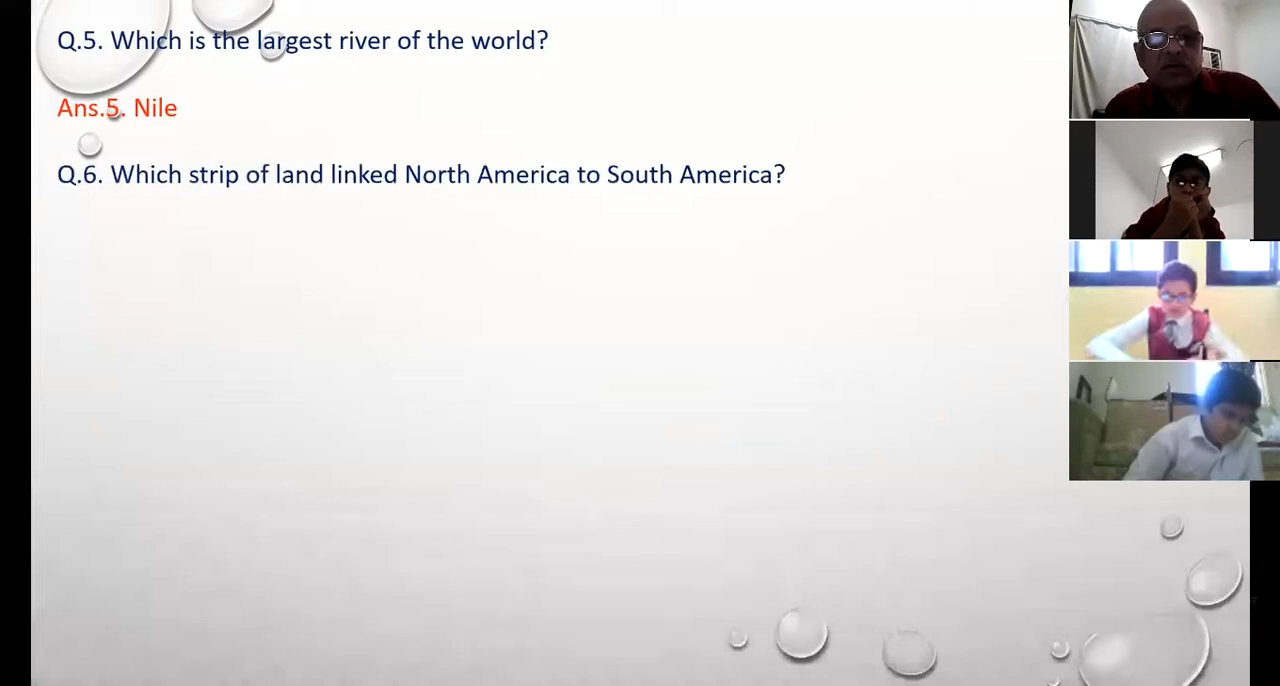 Q.5. Which is the largest river of the world?
Ans.5. Nile
Q.6. Which strip of land linked North America to South America?